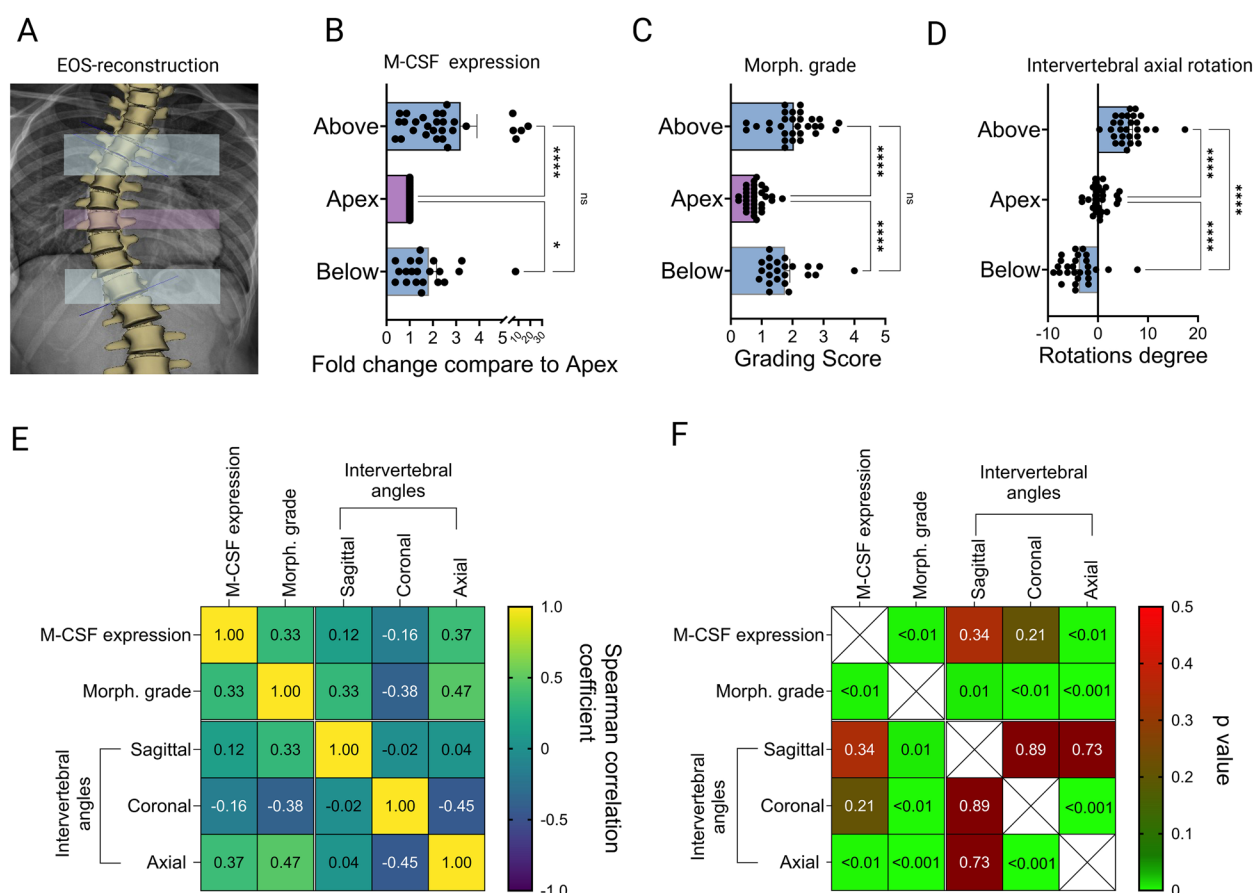 A
EOS-reconstruction
B
M-CSF expression
Above
Apex
Below
****
*
ns
0 1 2 3 4 5 10 20 30
Fold change compare to Apex
C
Morph. grade
Above
Apex
Below
****
****
ns
0 1 2 3 4 5
Grading Score
D
Intervertebral axial rotation
Above
Apex
Below
****
****
****
-10 0 10 20
Rotations degree
E
M-CSF expression
Morph. grade
Intervertebral
angles
Sagittal
Coronal
Axial
M-CSF expression 1.00 0.33 0.12 -0.16 0.37
Morph. grade 0.33 1.00 0.33 -0.38 0.47
Intervertebral
angles
Sagittal 0.12 0.33 1.00 -0.02 0.04
Coronal -0.16 -0.38 -0.02 1.00 -0.45
Axial 0.37 0.47 0.04 -0.45 1.00
1.0
0.5
0
-0.5
-1.0
Spearman correlation
coefficient
F
M-CSF expression
Morph. grade
Intervertebral
angles
Sagittal
Coronal
Axial
M-CSF expression <0.01 0.34 0.21 <0.01
Morph. grade <0.01 0.01 <0.01 <0.001
Intervertebral
angles
Sagittal 0.34 0.01 0.89 0.73
Coronal 0.21 <0.01 0.89 <0.001
Axial <0.01 <0.001 0.73 <0.001
0.5
0.4
0.3
0.2
0.1
0
p value